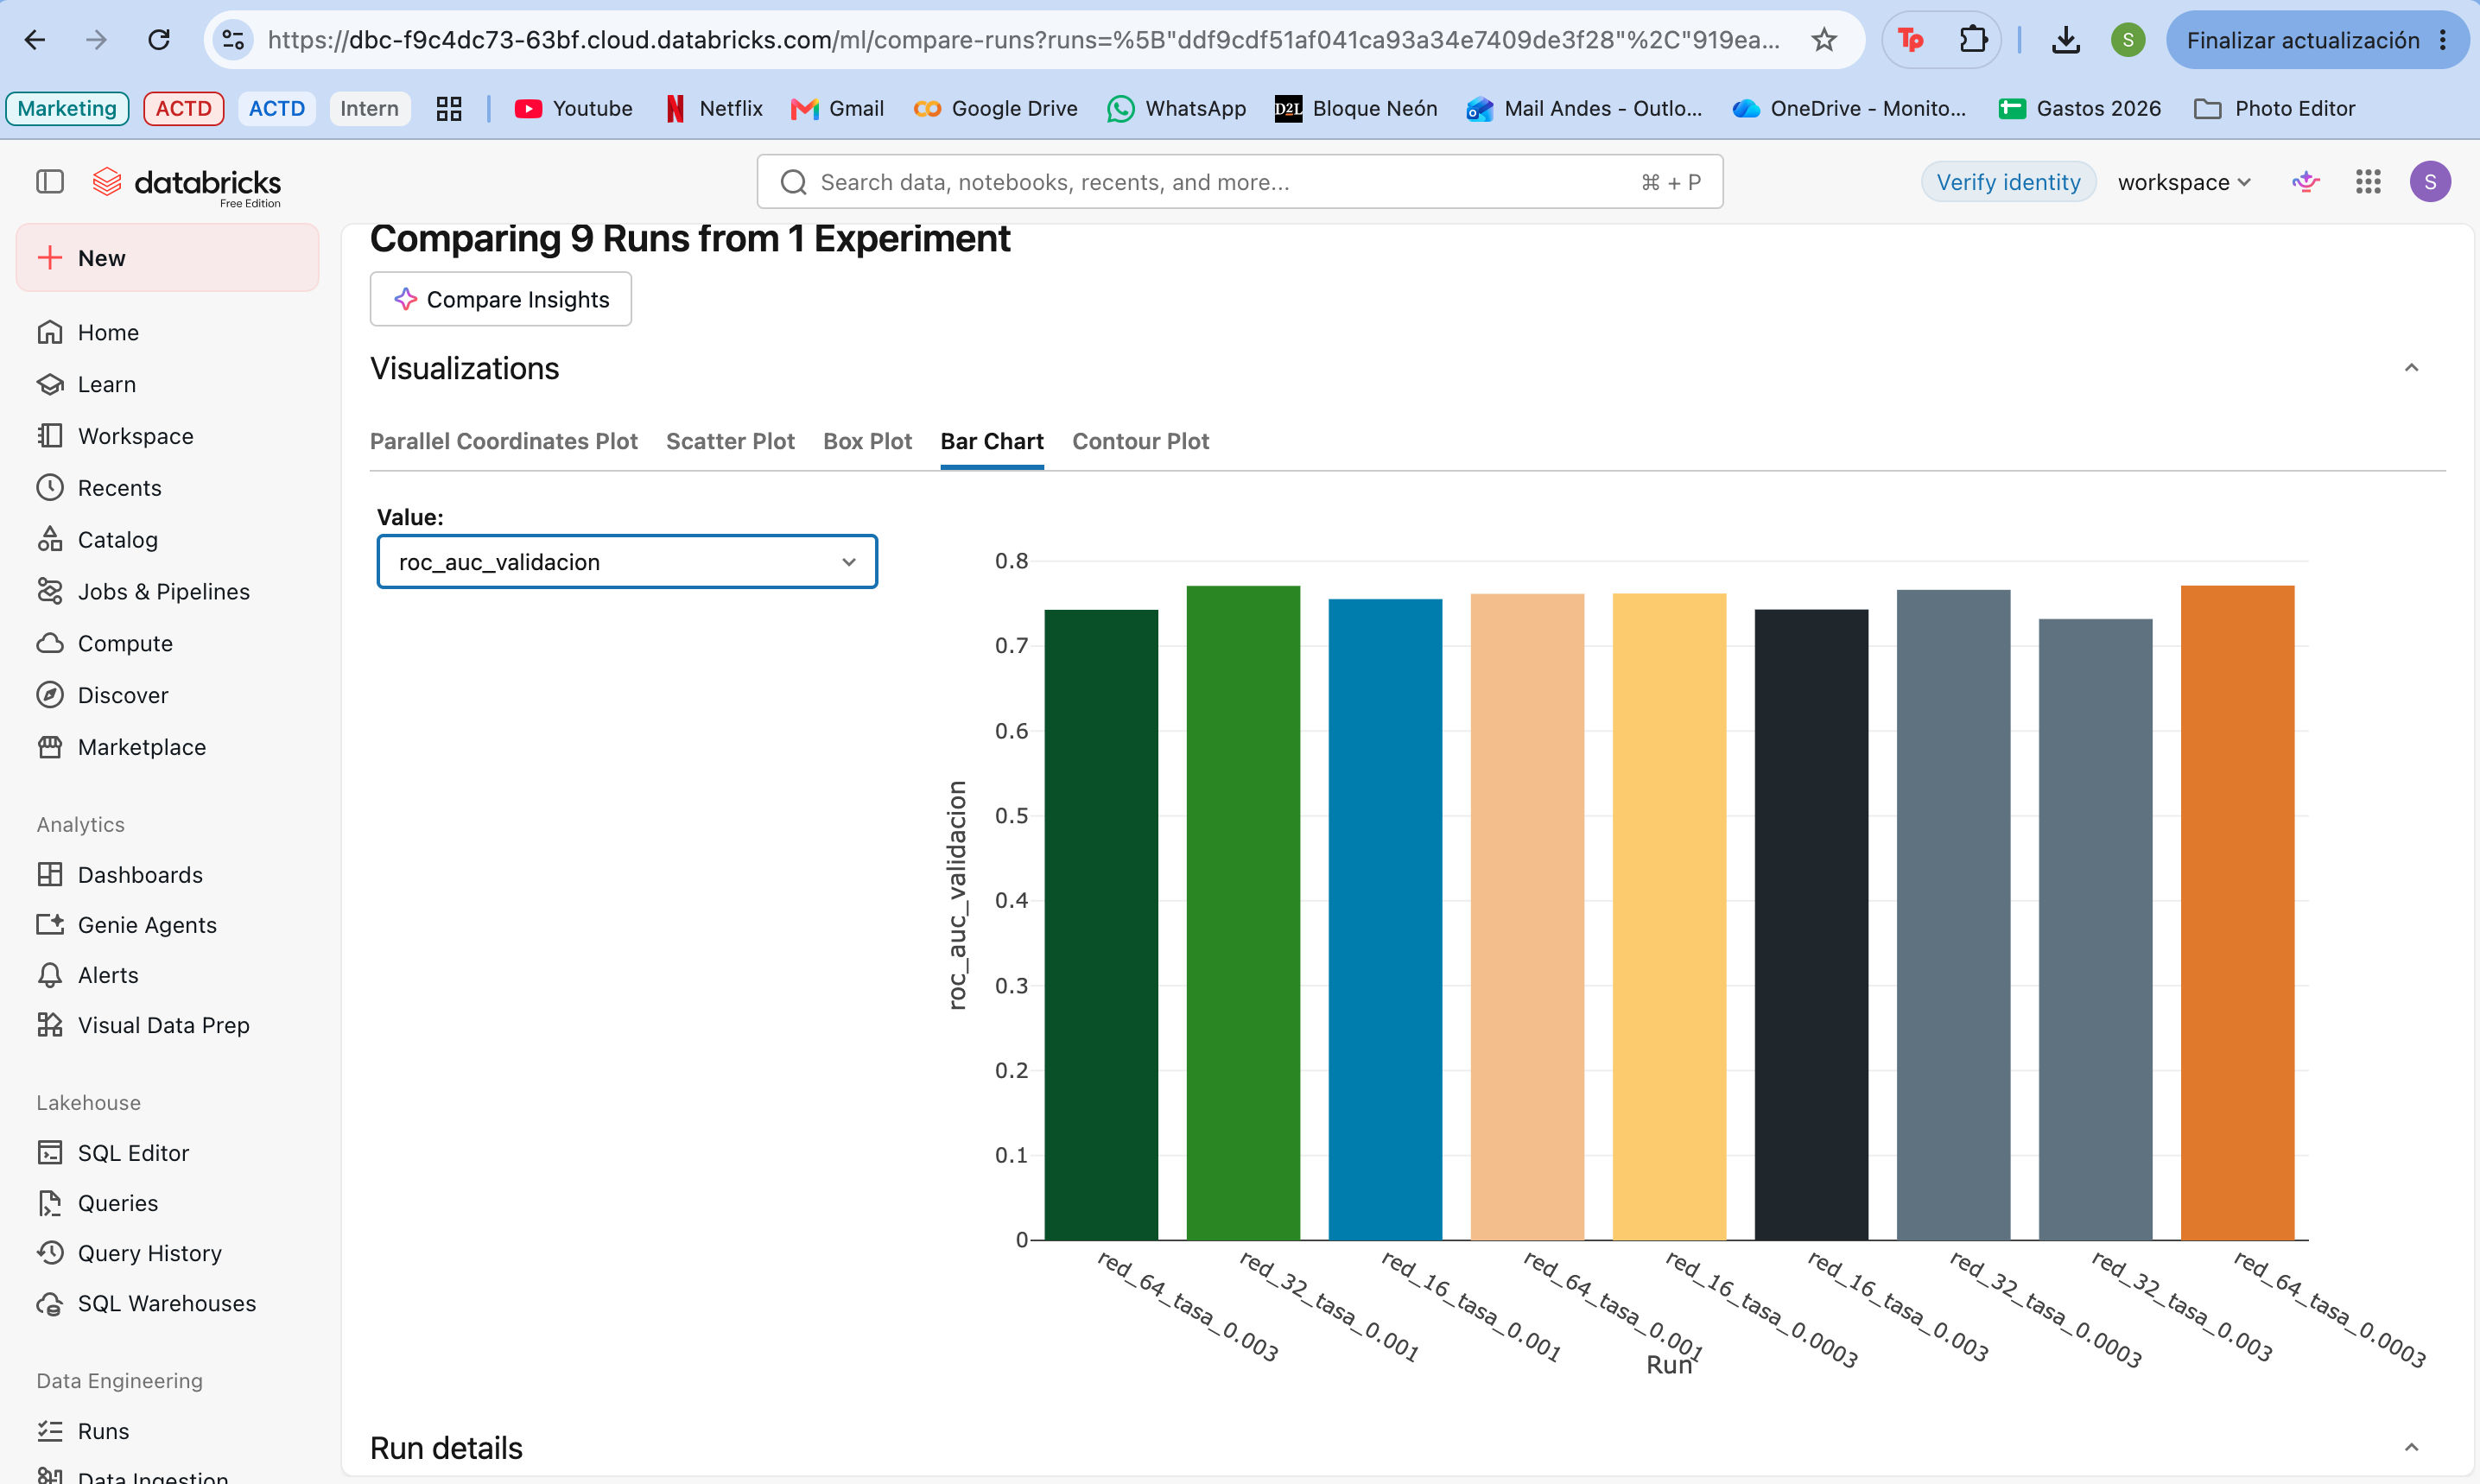 https://dbc-f9c4dc73-63bf.cloud.databricks.com/ml/compare-runs?runs=%5B"ddf9cdf51af041ca93a34e7409de3f28"%2C"919ea...
Tp
S
Finalizar actualización
Marketing ACTD ACTD Intern Youtube Netflix Gmail Google Drive WhatsApp D2L Bloque Neón Mail Andes - Outlo... OneDrive - Monito... Gastos 2026 Photo Editor
databricks
Free Edition
Search data, notebooks, recents, and more...
⌘ + P
Verify identity
workspace
S
New
Home
Learn
Workspace
Recents
Catalog
Jobs & Pipelines
Compute
Discover
Marketplace
Analytics
Dashboards
Genie Agents
Alerts
Visual Data Prep
Lakehouse
SQL Editor
Queries
Query History
SQL Warehouses
Data Engineering
Runs
Data Ingestion
Comparing 9 Runs from 1 Experiment
Compare Insights
Visualizations
Parallel Coordinates Plot Scatter Plot Box Plot Bar Chart Contour Plot
Value:
roc_auc_validacion
roc_auc_validacion
0.8
0.7
0.6
0.5
0.4
0.3
0.2
0.1
0
red_64_tasa_0.003
red_32_tasa_0.001
red_16_tasa_0.001
red_64_tasa_0.001
red_16_tasa_0.0003
red_16_tasa_0.003
red_32_tasa_0.0003
red_32_tasa_0.003
red_64_tasa_0.0003
Run
Run details